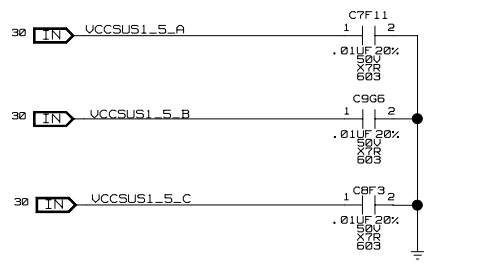 C7F11
30 IN VCCSUS1_5_A 1 2
.01UF 20%
50V
X7R
603
C9G6
30 IN VCCSUS1_5_B 1 2
.01UF 20%
50V
X7R
603
C8F3
30 IN VCCSUS1_5_C 1 2
.01UF 20%
50V
X7R
603